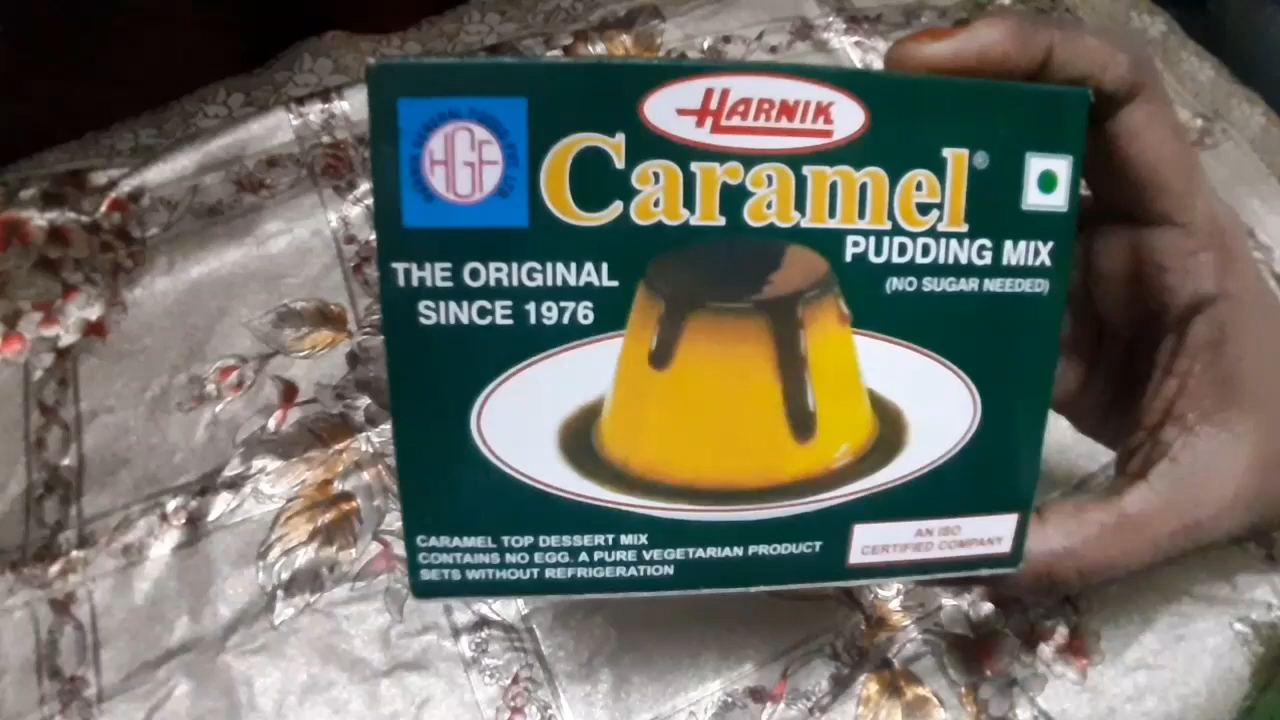 HARNIK
HGF
Caramel®
PUDDING MIX
(NO SUGAR NEEDED)
THE ORIGINAL
SINCE 1976
CARAMEL TOP DESSERT MIX
CONTAINS NO EGG. A PURE VEGETARIAN PRODUCT
SETS WITHOUT REFRIGERATION
AN ISO
CERTIFIED COMPANY